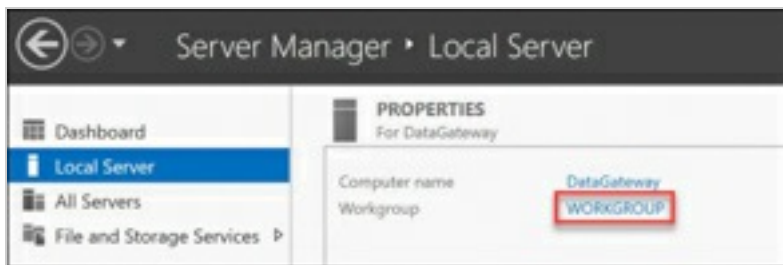 Server Manager ‣ Local Server
Dashboard
Local Server
All Servers
File and Storage Services
PROPERTIES
For DataGateway
Computer name DataGateway
Workgroup WORKGROUP